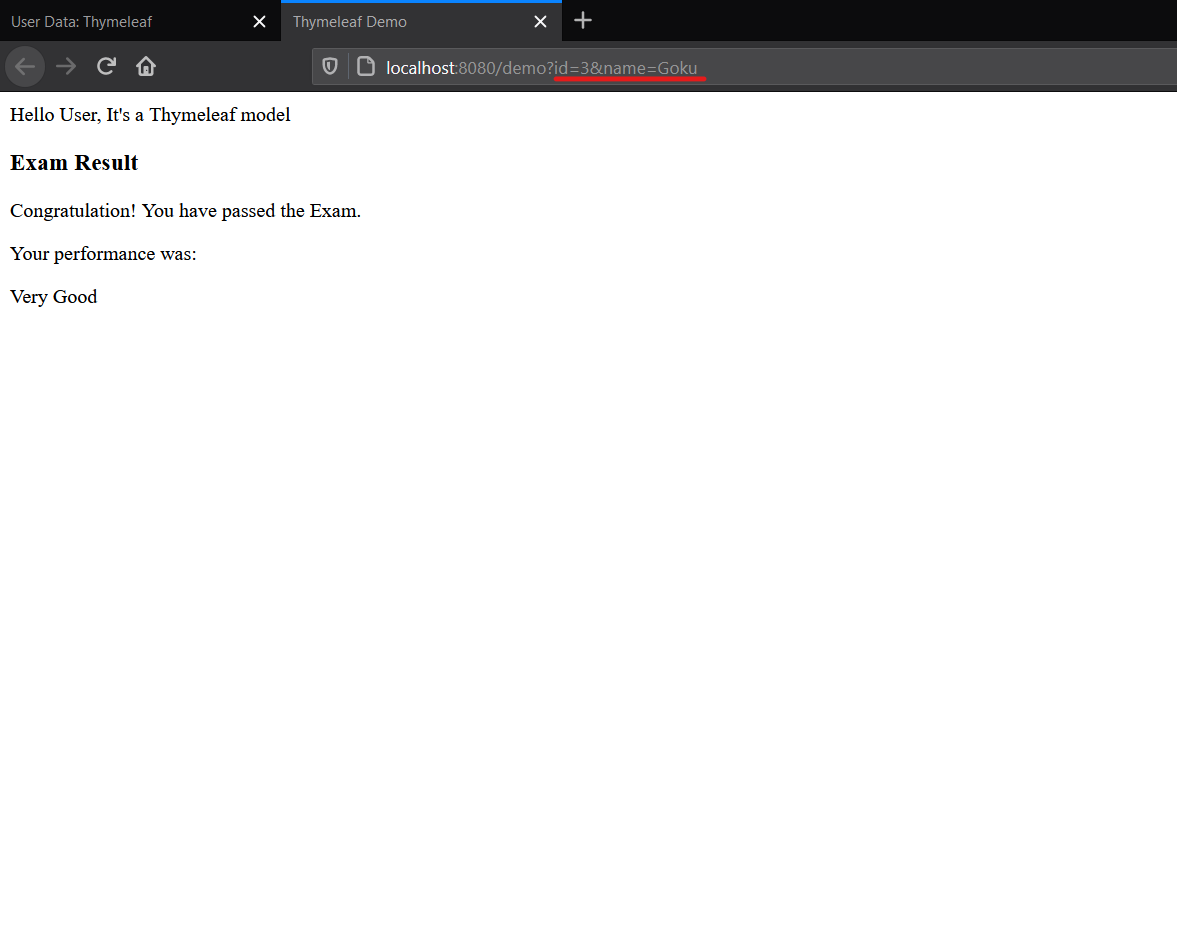 User Data: Thymeleaf
Thymeleaf Demo
localhost:8080/demo?id=3&name=Goku
Hello User, It's a Thymeleaf model
Exam Result
Congratulation! You have passed the Exam.
Your performance was:
Very Good